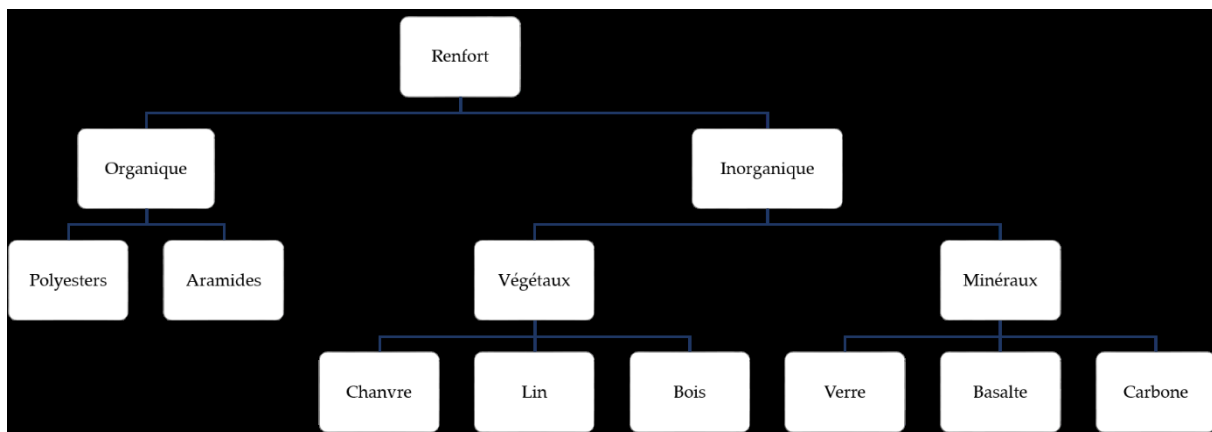 Renfort
Organique
Inorganique
Polyesters
Aramides
Végétaux
Minéraux
Chanvre
Lin
Bois
Verre
Basalte
Carbone